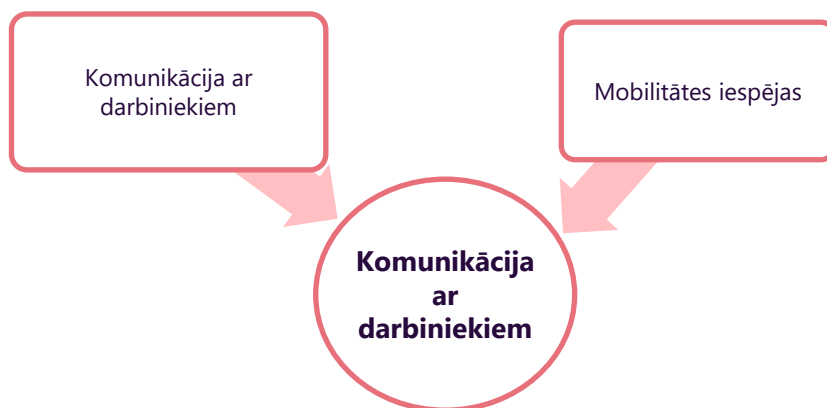 Komunikācija ar
darbiniekiem
Mobilitātes iespējas
Komunikācija
ar
darbiniekiem